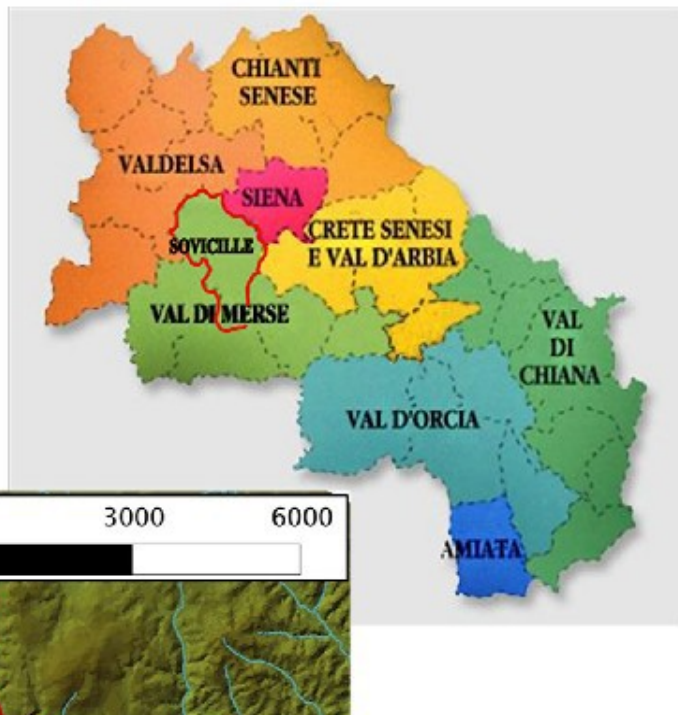 CHIANTI
SENESE
VALDELSA
SIENA
SOVICILLE
CRETE SENESI
E VAL D'ARBIA
VAL DI MERSE
VAL
DI
CHIANA
VAL D'ORCIA
AMIATA
3000 6000